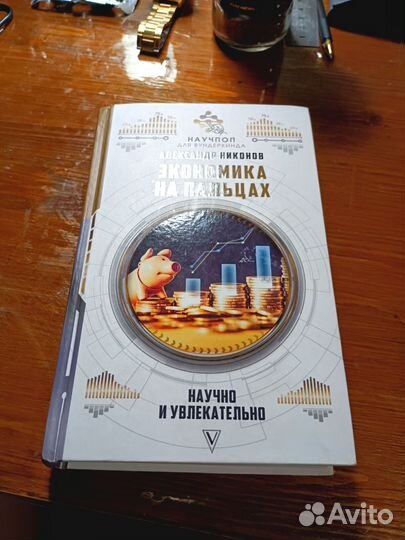 НАУЧПОП
ДЛЯ ВУНДЕРКИНДА
АЛЕКСАНДР НИКОНОВ
ЭКОНОМИКА
НА ПАЛЬЦАХ
НАУЧНО
И УВЛЕКАТЕЛЬНО
Avito